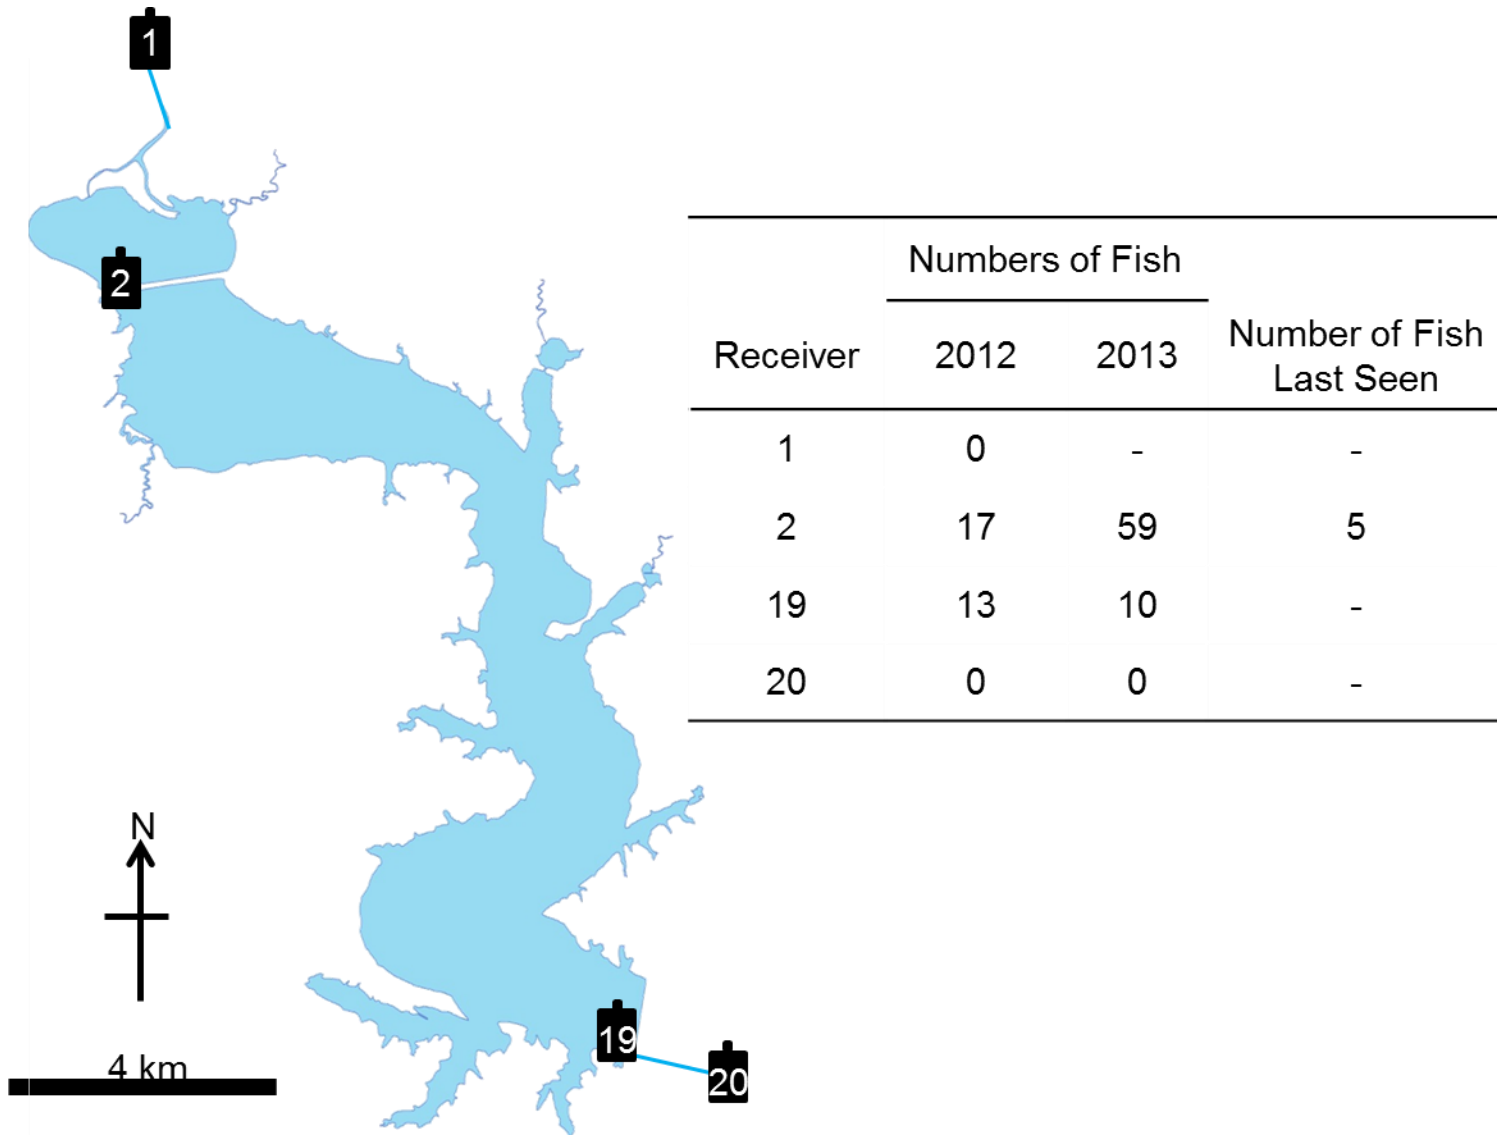 1
2
N
4 km
19
20
Numbers of Fish
Receiver 2012 2013 Number of Fish Last Seen
1 0 - -
2 17 59 5
19 13 10 -
20 0 0 -